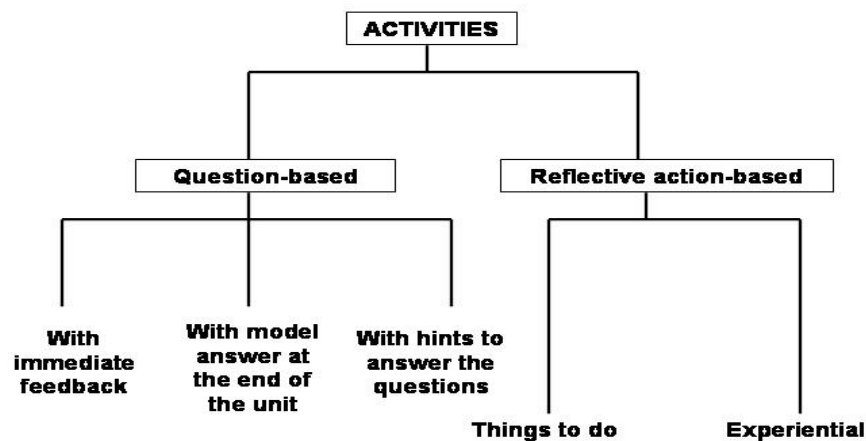 ACTIVITIES
Question-based
Reflective action-based
With
immediate
feedback
With model
answer at
the end of
the unit
With hints to
answer the
questions
Things to do
Experiential